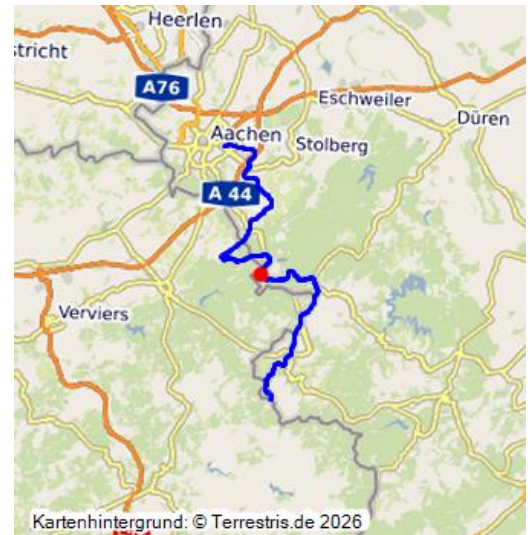 Heerlen
stricht
A76
Eschweiler
Düren
Aachen
Stolberg
A 44
Verviers
Kartenhintergrund: © Terrestris.de 2026